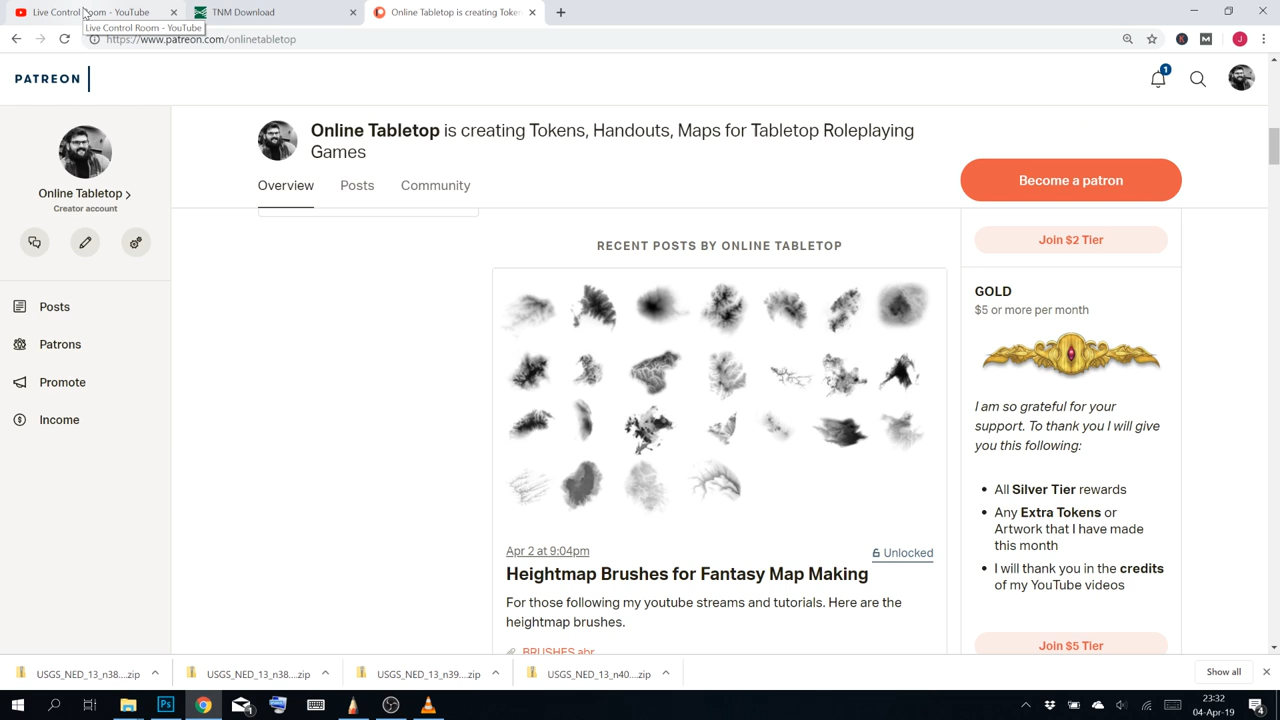 Live Control Room - YouTube
TNM Download
Online Tabletop is creating Token
Live Control Room - YouTube
https://www.patreon.com/onlinetabletop
PATREON
1
Online Tabletop is creating Tokens, Handouts, Maps for Tabletop Roleplaying
Games
Become a patron
Overview
Posts
Community
Online Tabletop
Creator account
Posts
Patrons
Promote
Income
RECENT POSTS BY ONLINE TABLETOP
Apr 2 at 9:04pm
Unlocked
Heightmap Brushes for Fantasy Map Making
For those following my youtube streams and tutorials. Here are the
heightmap brushes.
BRUSHES.abr
Join $2 Tier
GOLD
$5 or more per month
I am so grateful for your
support. To thank you I will give
you this following:
All Silver Tier rewards
Any Extra Tokens or
Artwork that I have made
this month
I will thank you in the credits
of my YouTube videos
Join $5 Tier
USGS_NED_13_n38....zip
USGS_NED_13_n38....zip
USGS_NED_13_n39....zip
USGS_NED_13_n40....zip
Show all
23:32
04-Apr-19
4